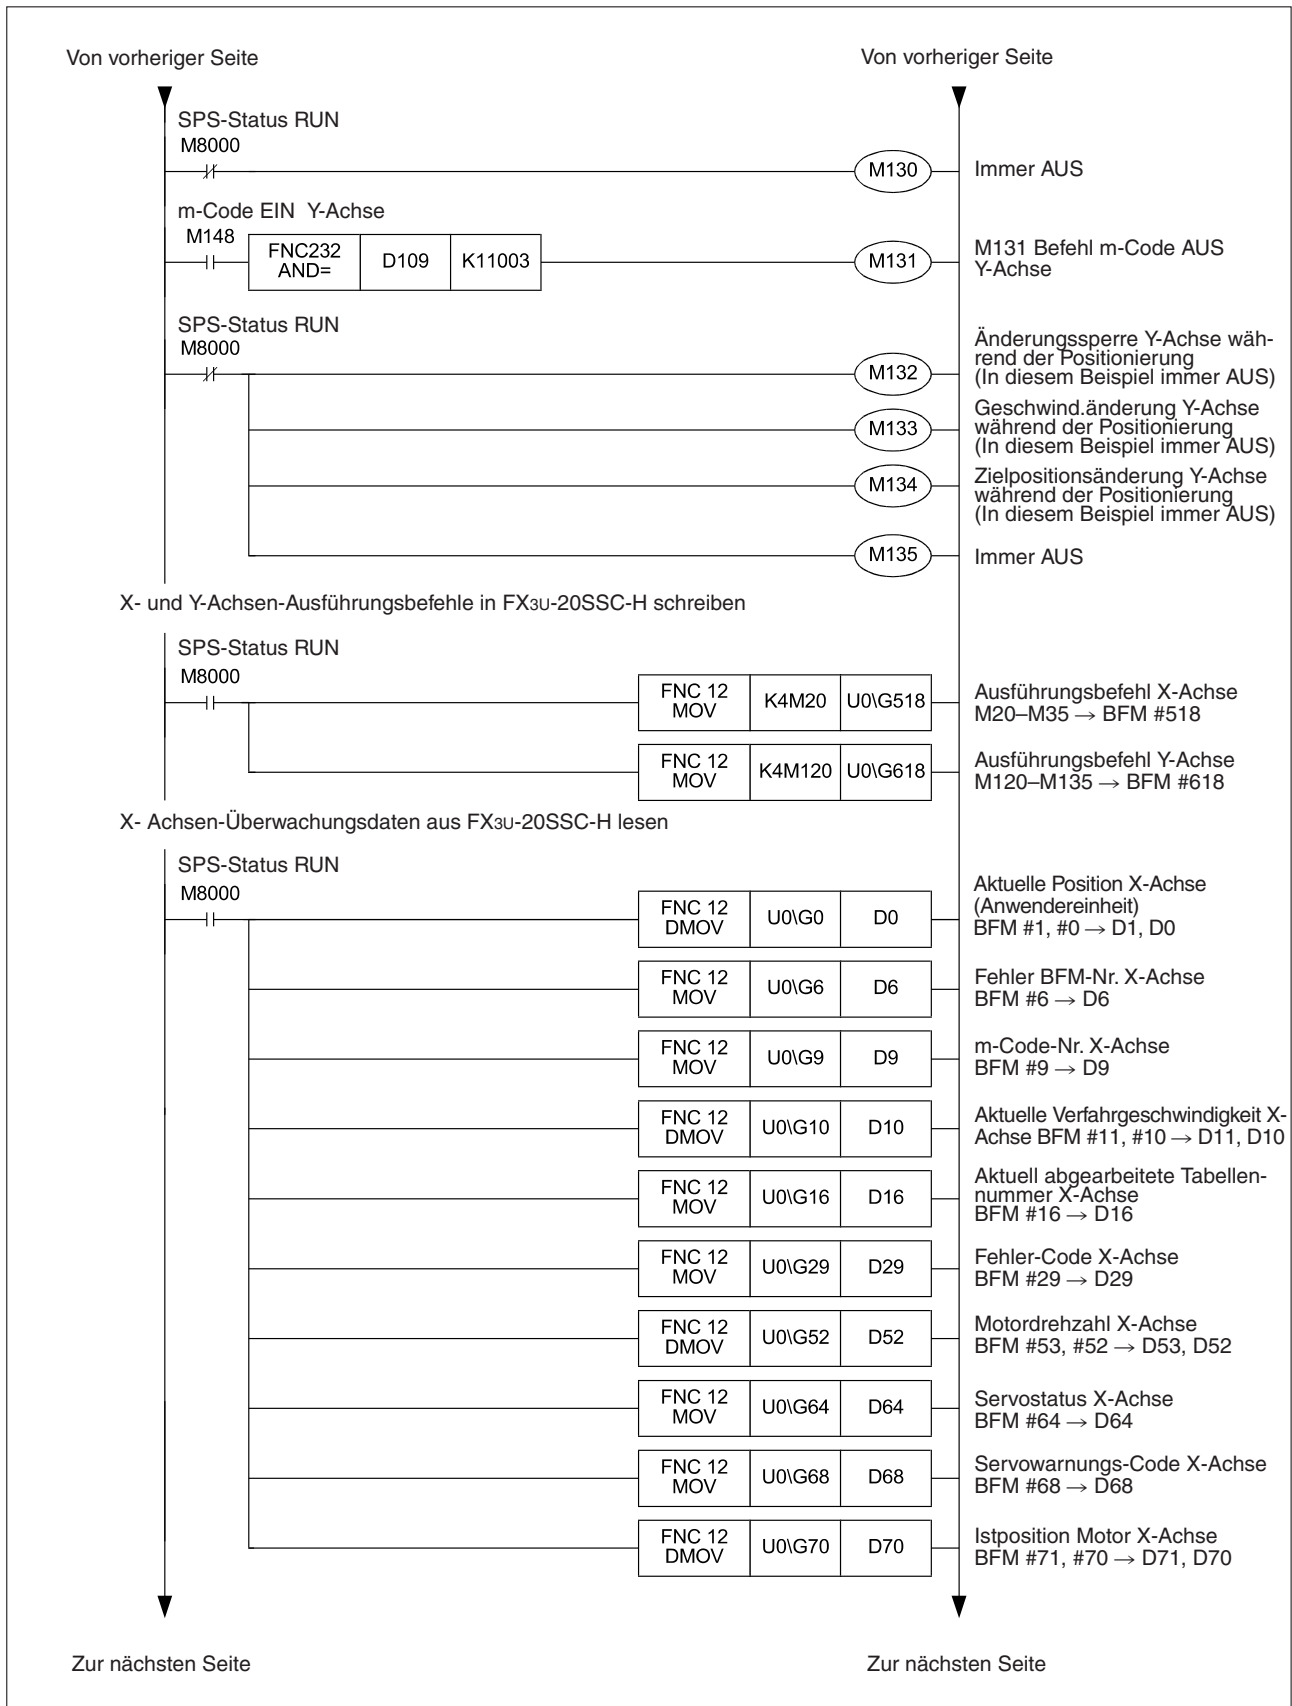 Von vorheriger Seite
Von vorheriger Seite
SPS-Status RUN
M8000
M130
Immer AUS
m-Code EIN Y-Achse
M148
FNC232
AND=
D109
K11003
M131
M131 Befehl m-Code AUS
Y-Achse
SPS-Status RUN
M8000
M132
Änderungssperre Y-Achse wäh-
rend der Positionierung
(In diesem Beispiel immer AUS)
M133
Geschwind.änderung Y-Achse
während der Positionierung
(In diesem Beispiel immer AUS)
M134
Zielpositionsänderung Y-Achse
während der Positionierung
(In diesem Beispiel immer AUS)
M135
Immer AUS
X- und Y-Achsen-Ausführungsbefehle in FX3U-20SSC-H schreiben
SPS-Status RUN
M8000
FNC 12
MOV
K4M20
U0\G518
Ausführungsbefehl X-Achse
M20–M35 → BFM #518
FNC 12
MOV
K4M120
U0\G618
Ausführungsbefehl Y-Achse
M120–M135 → BFM #618
X- Achsen-Überwachungsdaten aus FX3U-20SSC-H lesen
SPS-Status RUN
M8000
FNC 12
DMOV
U0\G0
D0
Aktuelle Position X-Achse
(Anwendereinheit)
BFM #1, #0 → D1, D0
FNC 12
MOV
U0\G6
D6
Fehler BFM-Nr. X-Achse
BFM #6 → D6
FNC 12
MOV
U0\G9
D9
m-Code-Nr. X-Achse
BFM #9 → D9
FNC 12
DMOV
U0\G10
D10
Aktuelle Verfahrgeschwindigkeit X-
Achse BFM #11, #10 → D11, D10
FNC 12
MOV
U0\G16
D16
Aktuell abgearbeitete Tabellen-
nummer X-Achse
BFM #16 → D16
FNC 12
MOV
U0\G29
D29
Fehler-Code X-Achse
BFM #29 → D29
FNC 12
DMOV
U0\G52
D52
Motordrehzahl X-Achse
BFM #53, #52 → D53, D52
FNC 12
MOV
U0\G64
D64
Servostatus X-Achse
BFM #64 → D64
FNC 12
MOV
U0\G68
D68
Servowarnungs-Code X-Achse
BFM #68 → D68
FNC 12
DMOV
U0\G70
D70
Istposition Motor X-Achse
BFM #71, #70 → D71, D70
Zur nächsten Seite
Zur nächsten Seite